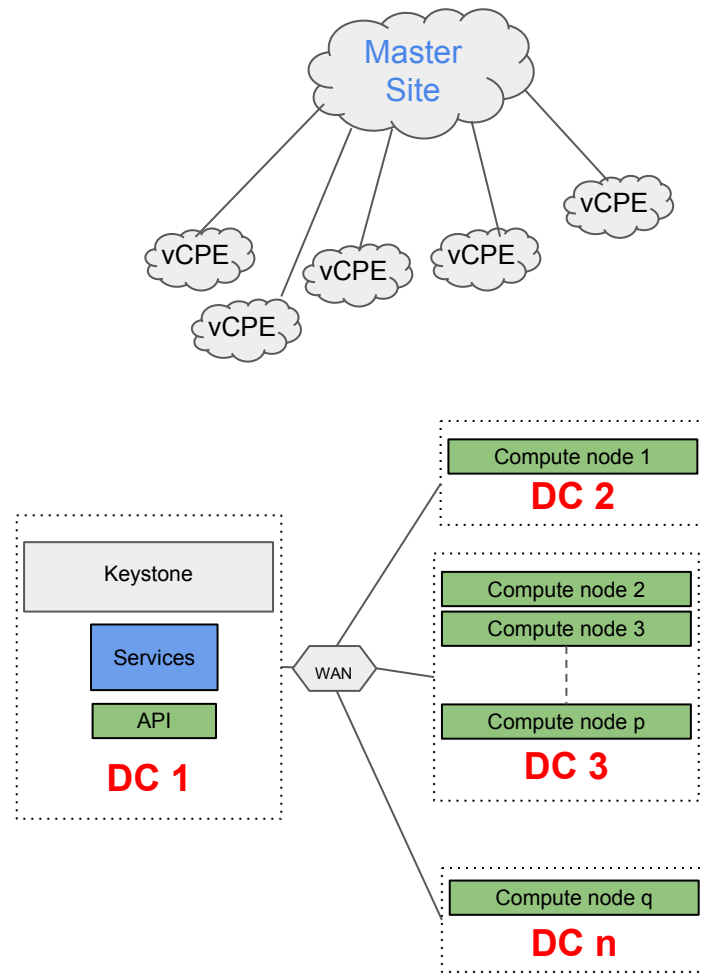 Master
Site
vCPE
vCPE
vCPE
vCPE
vCPE
Compute node 1
DC 2
Keystone
Services
API
DC 1
WAN
Compute node 2
Compute node 3
Compute node p
DC 3
Compute node q
DC n